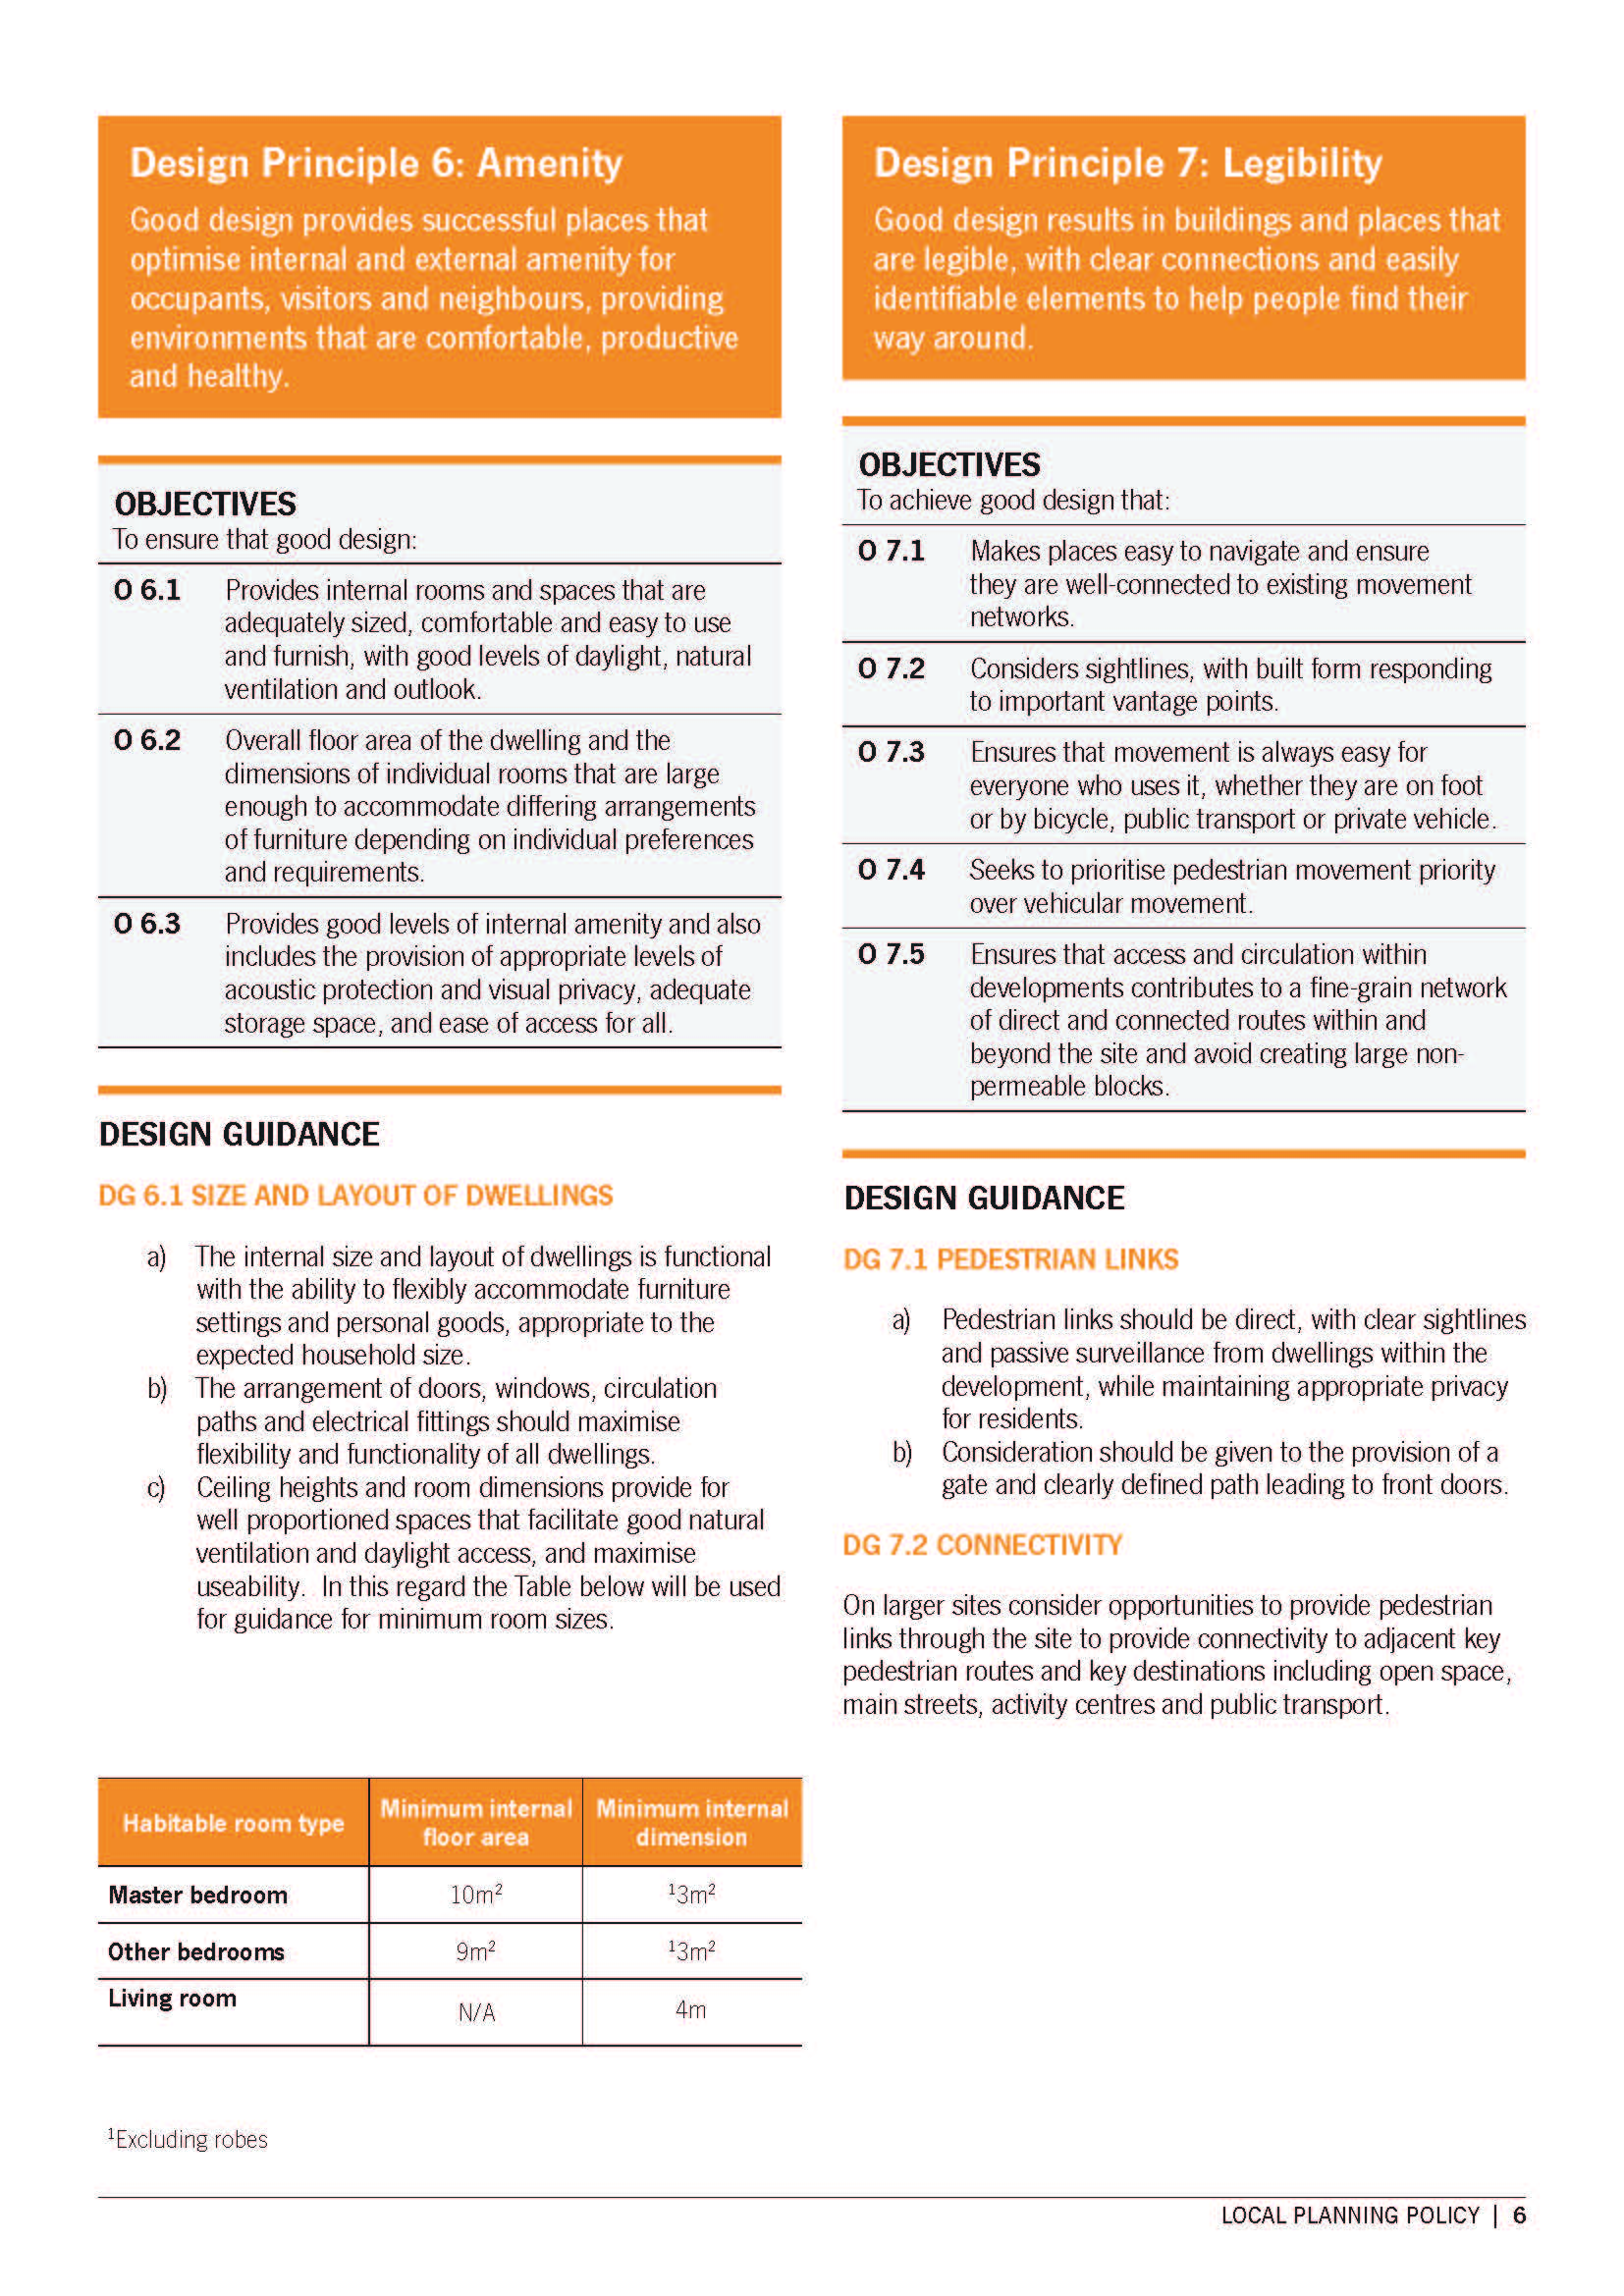 Design Principle 6: Amenity
Good design provides successful places that
optimise internal and external amenity for
occupants, visitors and neighbours, providing
environments that are comfortable, productive
and healthy.
OBJECTIVES
To ensure that good design:
O 6.1 Provides internal rooms and spaces that are
adequately sized, comfortable and easy to use
and furnish, with good levels of daylight, natural
ventilation and outlook.
O 6.2 Overall floor area of the dwelling and the
dimensions of individual rooms that are large
enough to accommodate differing arrangements
of furniture depending on individual preferences
and requirements.
O 6.3 Provides good levels of internal amenity and also
includes the provision of appropriate levels of
acoustic protection and visual privacy, adequate
storage space, and ease of access for all.
DESIGN GUIDANCE
DG 6.1 SIZE AND LAYOUT OF DWELLINGS
a) The internal size and layout of dwellings is functional
with the ability to flexibly accommodate furniture
settings and personal goods, appropriate to the
expected household size.
b) The arrangement of doors, windows, circulation
paths and electrical fittings should maximise
flexibility and functionality of all dwellings.
c) Ceiling heights and room dimensions provide for
well proportioned spaces that facilitate good natural
ventilation and daylight access, and maximise
useability. In this regard the Table below will be used
for guidance for minimum room sizes.
Habitable room type Minimum internal floor area Minimum internal dimension
Master bedroom 10m² ¹3m²
Other bedrooms 9m² ¹3m²
Living room N/A 4m
¹Excluding robes
Design Principle 7: Legibility
Good design results in buildings and places that
are legible, with clear connections and easily
identifiable elements to help people find their
way around.
OBJECTIVES
To achieve good design that:
O 7.1 Makes places easy to navigate and ensure
they are well-connected to existing movement
networks.
O 7.2 Considers sightlines, with built form responding
to important vantage points.
O 7.3 Ensures that movement is always easy for
everyone who uses it, whether they are on foot
or by bicycle, public transport or private vehicle.
O 7.4 Seeks to prioritise pedestrian movement priority
over vehicular movement.
O 7.5 Ensures that access and circulation within
developments contributes to a fine-grain network
of direct and connected routes within and
beyond the site and avoid creating large non-
permeable blocks.
DESIGN GUIDANCE
DG 7.1 PEDESTRIAN LINKS
a) Pedestrian links should be direct, with clear sightlines
and passive surveillance from dwellings within the
development, while maintaining appropriate privacy
for residents.
b) Consideration should be given to the provision of a
gate and clearly defined path leading to front doors.
DG 7.2 CONNECTIVITY
On larger sites consider opportunities to provide pedestrian
links through the site to provide connectivity to adjacent key
pedestrian routes and key destinations including open space,
main streets, activity centres and public transport.
LOCAL PLANNING POLICY | 6